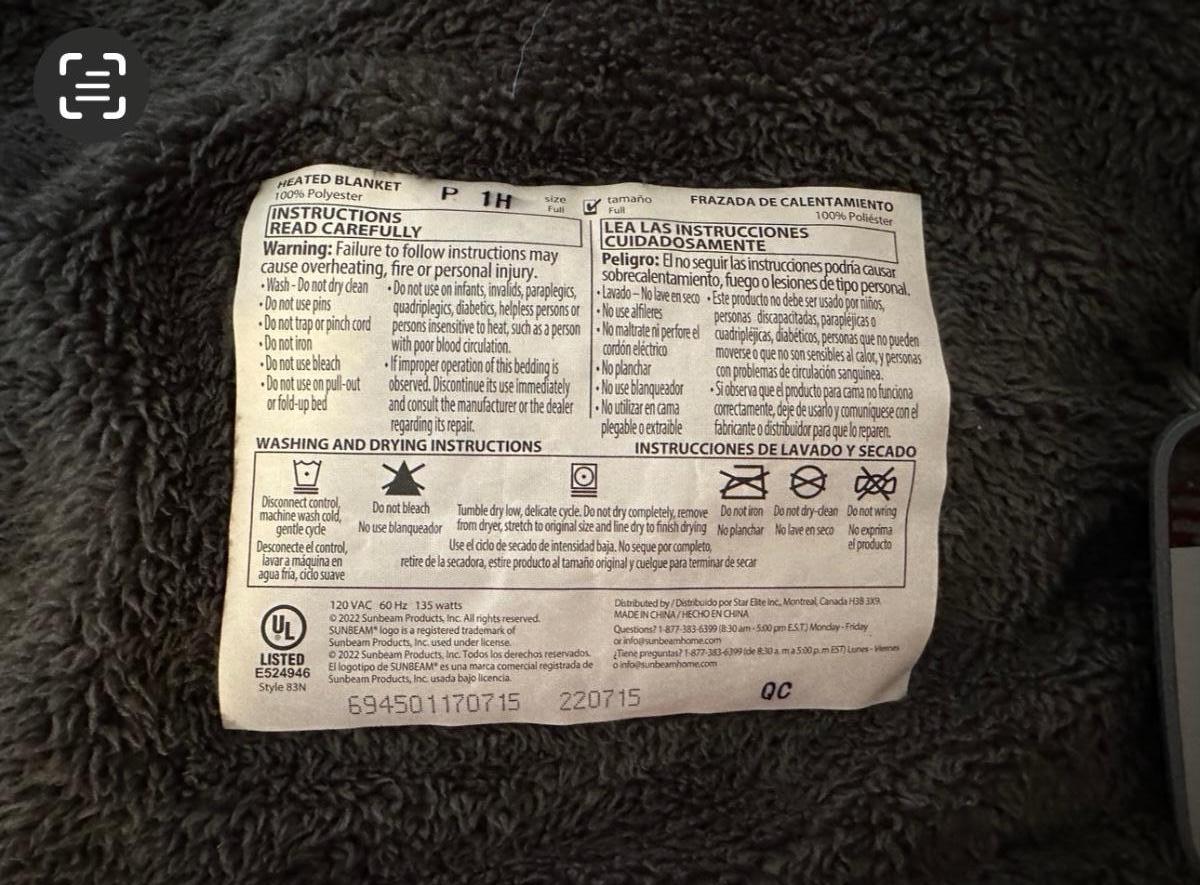 HEATED BLANKET
100% Polyester
P 1H
size
Full
tamaño
Full
FRAZADA DE CALENTAMIENTO
100% Poliéster
INSTRUCTIONS
READ CAREFULLY
Warning: Failure to follow instructions may
cause overheating, fire or personal injury.
• Wash - Do not dry clean
• Do not use pins
• Do not trap or pinch cord
• Do not iron
• Do not use bleach
• Do not use on pull-out
or fold-up bed
• Do not use on infants, invalids, paraplegics,
quadriplegics, diabetics, helpless persons or
persons insensitive to heat, such as a person
with poor blood circulation.
• If improper operation of this bedding is
observed. Discontinue its use immediately
and consult the manufacturer or the dealer
regarding its repair.
LEA LAS INSTRUCCIONES
CUIDADOSAMENTE
Peligro: El no seguir las instrucciones podría causar
sobrecalentamiento, fuego o lesiones de tipo personal.
• Lavado – No lave en seco
• No use alfileres
• No maltrate ni perfore el
cordón eléctrico
• No planchar
• No use blanqueador
• No utilizar en cama
plegable o extraible
• Este producto no debe ser usado por niños,
personas discapacitadas, parapléjicas o
cuadripléjicas, diabéticos, personas que no pueden
moverse o que no son sensibles al calor, y personas
con problemas de circulación sanguinea.
• Si observa que el producto para cama no funciona
correctamente, deje de usarlo y comuníquese con el
fabricante o distribuidor para que lo reparen.
WASHING AND DRYING INSTRUCTIONS
INSTRUCCIONES DE LAVADO Y SECADO
Disconnect control,
machine wash cold,
gentle cycle
Desconecte el control,
lavar a máquina en
agua fría, ciclo suave
Do not bleach
No use blanqueador
Tumble dry low, delicate cycle. Do not dry completely, remove
from dryer, stretch to original size and line dry to finish drying
Use el ciclo de secado de intensidad baja. No seque por completo,
retire de la secadora, estire producto al tamaño original y cuelgue para terminar de secar
Do not iron
No planchar
Do not dry-clean
No lave en seco
Do not wring
No exprima
el producto
UL
LISTED
E524946
Style 83N
120 VAC 60 Hz 135 watts
© 2022 Sunbeam Products, Inc. All rights reserved.
SUNBEAM® logo is a registered trademark of
Sunbeam Products, Inc. used under license.
© 2022 Sunbeam Products, Inc. Todos los derechos reservados.
El logotipo de SUNBEAM® es una marca comercial registrada de
Sunbeam Products, Inc. usada bajo licencia.
Distributed by / Distribuido por Star Elite Inc., Montreal, Canada H3B 3X9.
MADE IN CHINA / HECHO EN CHINA
Questions? 1-877-383-6399 (8:30 am - 5:00 pm E.S.T.) Monday - Friday
or info@sunbeamhome.com
¿Tiene preguntas? 1-877-383-6399 (de 8:30 a. m a 5:00 p.m EST) Lunes - Viernes
o info@sunbeamhome.com
694501170715 220715
QC